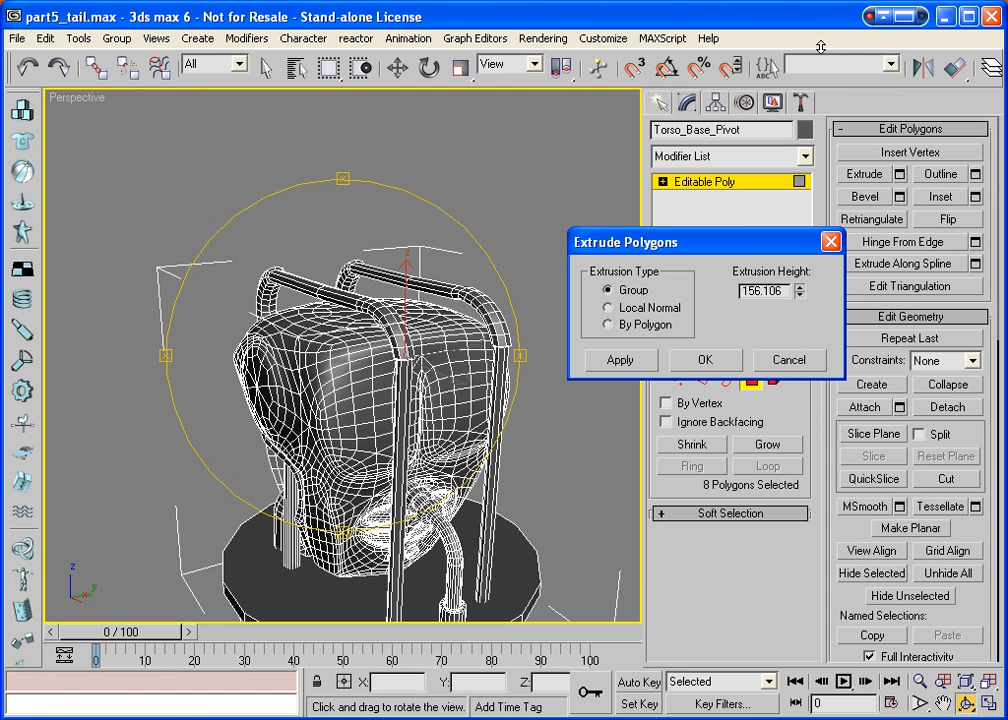 part5_tail.max - 3ds max 6 - Not for Resale - Stand-alone License
File Edit Tools Group Views Create Modifiers Character reactor Animation Graph Editors Rendering Customize MAXScript Help
All
View
3
%
ABC
Perspective
Torso_Base_Pivot
Modifier List
Editable Poly
Edit Polygons
Insert Vertex
Extrude Outline
Bevel Inset
Retriangulate Flip
Hinge From Edge
Extrude Along Spline
Edit Triangulation
Extrude Polygons
Extrusion Type
Group
Local Normal
By Polygon
Extrusion Height:
156.106
Apply OK Cancel
Edit Geometry
Repeat Last
Constraints: None
Create Collapse
Attach Detach
Slice Plane Split
Slice Reset Plane
QuickSlice Cut
MSmooth Tessellate
Make Planar
View Align Grid Align
Hide Selected Unhide All
Hide Unselected
Named Selections:
Copy Paste
Full Interactivity
By Vertex
Ignore Backfacing
Shrink Grow
Ring Loop
8 Polygons Selected
Soft Selection
z
z
y
0 / 100
0 10 20 30 40 50 60 70 80 90 100
X: Y: Z:
Click and drag to rotate the view. Add Time Tag
Auto Key Selected
Set Key Key Filters...
0